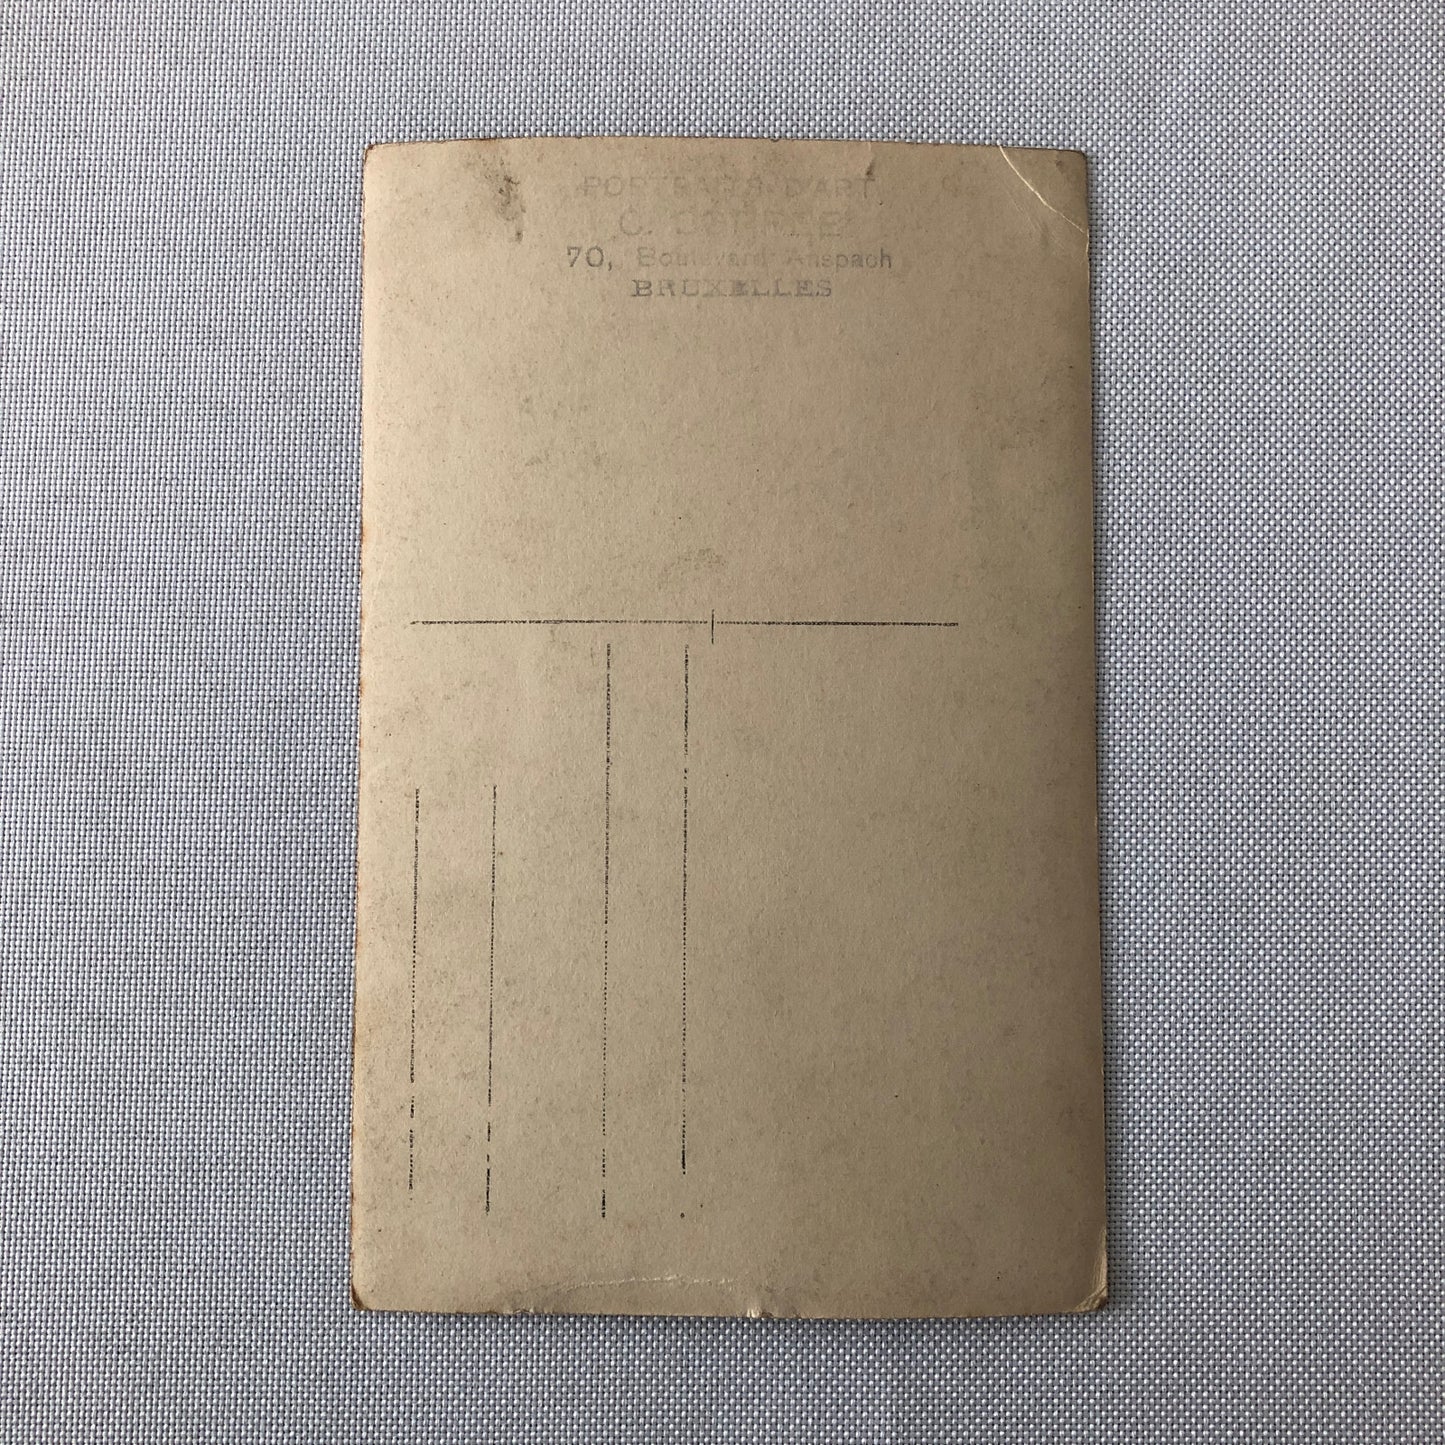 PORTRAITS D'ART
C.
70, Boulevard Anspach
BRUXELLES